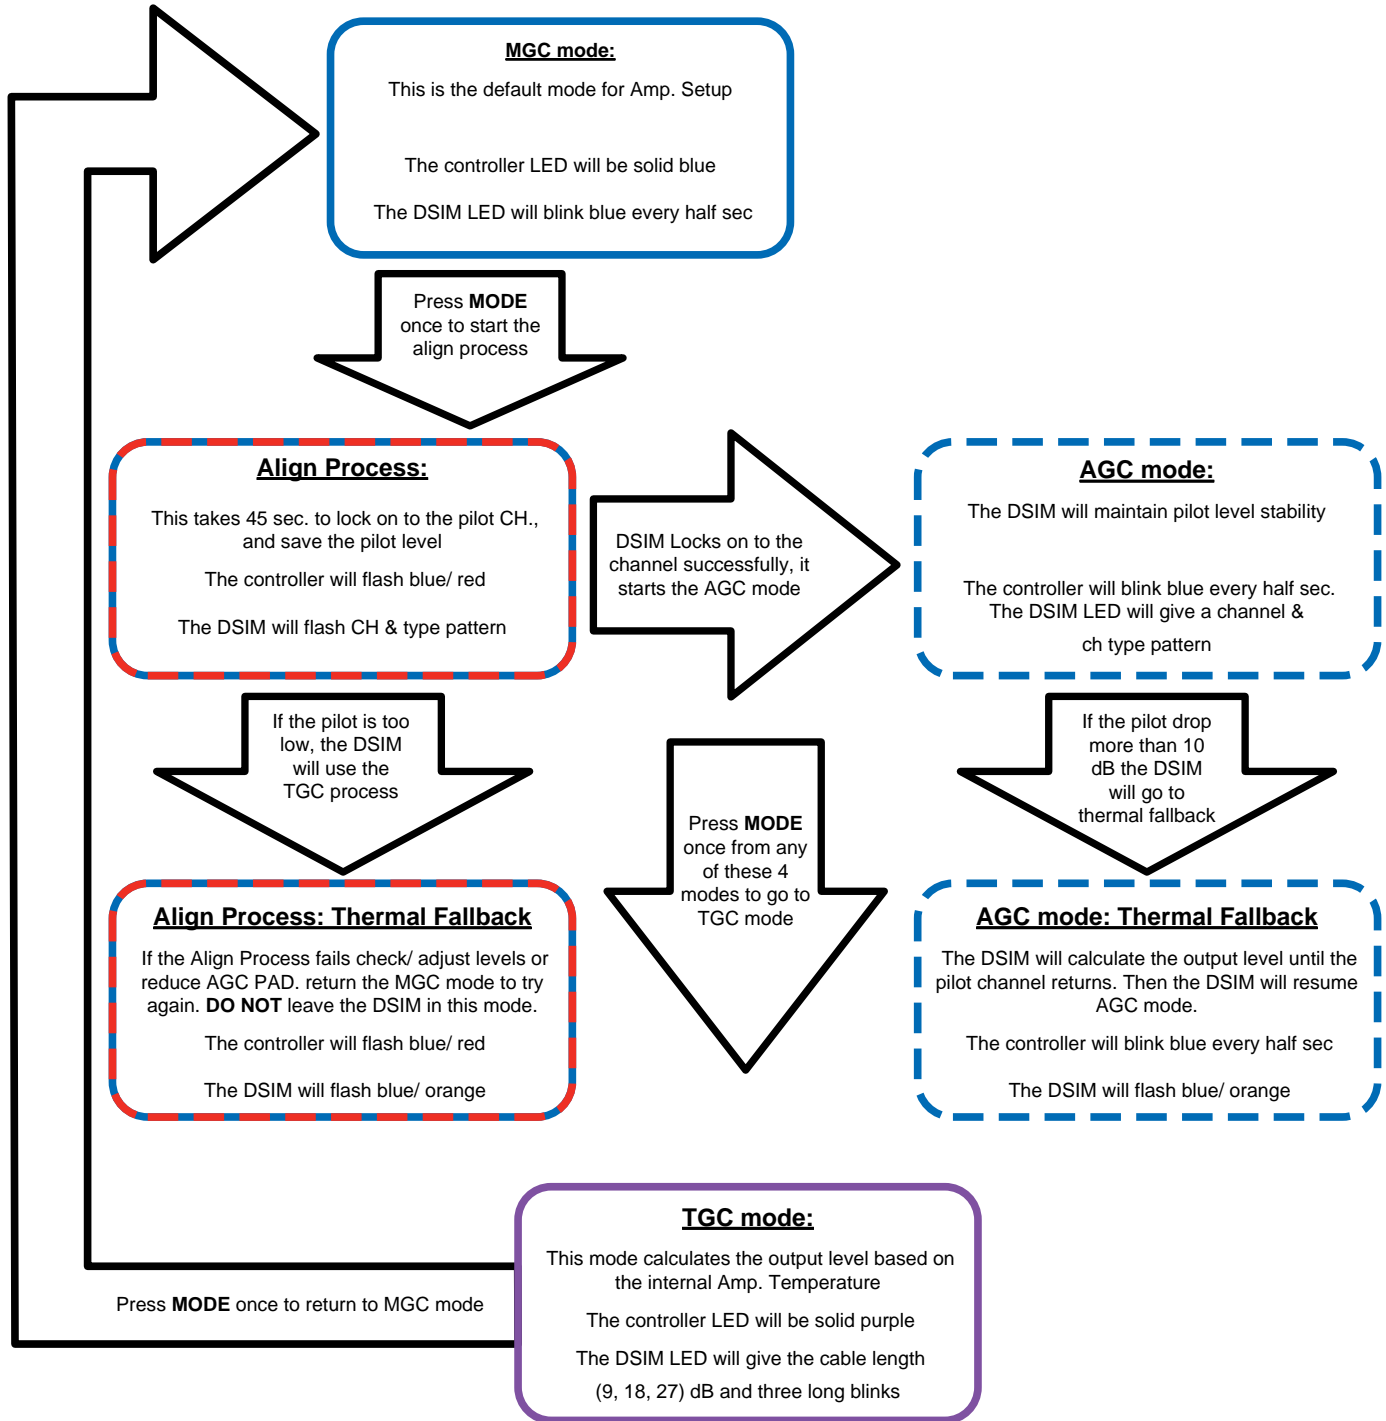 MGC mode:
This is the default mode for Amp. Setup
The controller LED will be solid blue
The DSIM LED will blink blue every half sec
Press MODE
once to start the
align process
Align Process:
This takes 45 sec. to lock on to the pilot CH.,
and save the pilot level
The controller will flash blue/ red
The DSIM will flash CH & type pattern
DSIM Locks on to the
channel successfully, it
starts the AGC mode
AGC mode:
The DSIM will maintain pilot level stability
The controller will blink blue every half sec.
The DSIM LED will give a channel &
ch type pattern
If the pilot is too
low, the DSIM
will use the
TGC process
Press MODE
once from any
of these 4
modes to go to
TGC mode
If the pilot drop
more than 10
dB the DSIM
will go to
thermal fallback
Align Process: Thermal Fallback
If the Align Process fails check/ adjust levels or
reduce AGC PAD. return the MGC mode to try
again. DO NOT leave the DSIM in this mode.
The controller will flash blue/ red
The DSIM will flash blue/ orange
AGC mode: Thermal Fallback
The DSIM will calculate the output level until the
pilot channel returns. Then the DSIM will resume
AGC mode.
The controller will blink blue every half sec
The DSIM will flash blue/ orange
TGC mode:
This mode calculates the output level based on
the internal Amp. Temperature
The controller LED will be solid purple
The DSIM LED will give the cable length
(9, 18, 27) dB and three long blinks
Press MODE once to return to MGC mode